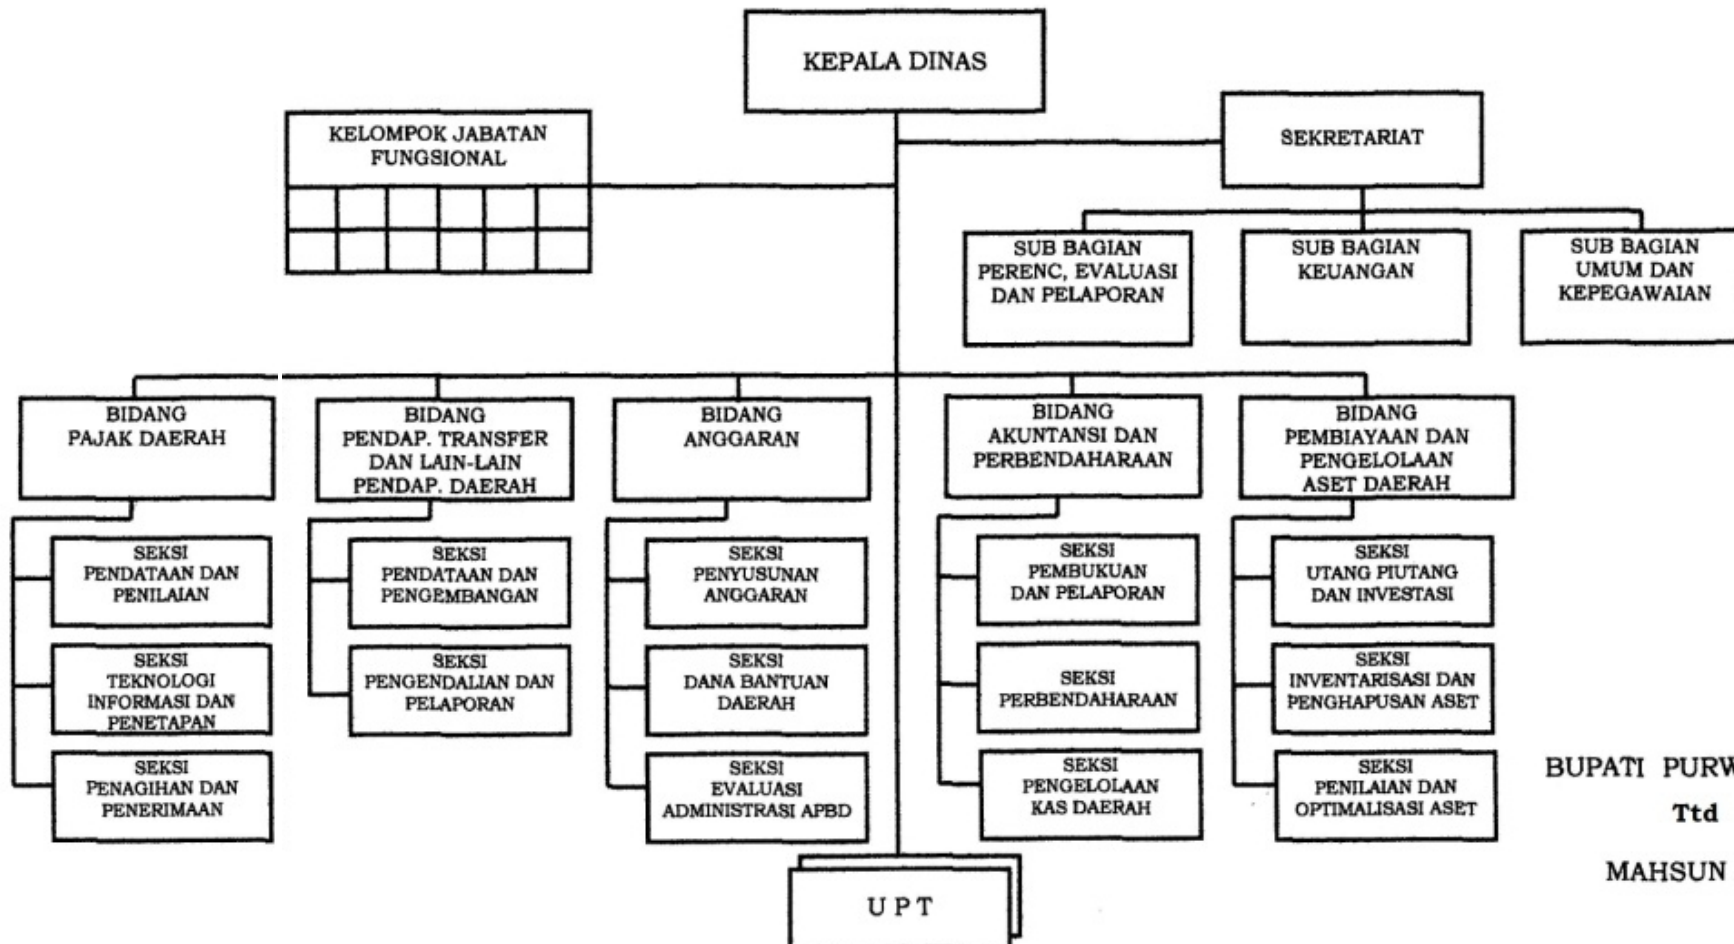 KEPALA DINAS
KELOMPOK JABATAN
FUNGSIONAL
SEKRETARIAT
SUB BAGIAN
PERENC, EVALUASI
DAN PELAPORAN
SUB BAGIAN
KEUANGAN
SUB BAGIAN
UMUM DAN
KEPEGAWAIAN
BIDANG
PAJAK DAERAH
BIDANG
PENDAP. TRANSFER
DAN LAIN-LAIN
PENDAP. DAERAH
BIDANG
ANGGARAN
BIDANG
AKUNTANSI DAN
PERBENDAHARAAN
BIDANG
PEMBIAYAAN DAN
PENGELOLAAN
ASET DAERAH
SEKSI
PENDATAAN DAN
PENILAIAN
SEKSI
PENDATAAN DAN
PENGEMBANGAN
SEKSI
PENYUSUNAN
ANGGARAN
SEKSI
PEMBUKUAN
DAN PELAPORAN
SEKSI
UTANG PIUTANG
DAN INVESTASI
SEKSI
TEKNOLOGI
INFORMASI DAN
PENETAPAN
SEKSI
PENGENDALIAN DAN
PELAPORAN
SEKSI
DANA BANTUAN
DAERAH
SEKSI
PERBENDAHARAAN
SEKSI
INVENTARISASI DAN
PENGHAPUSAN ASET
SEKSI
PENAGIHAN DAN
PENERIMAAN
SEKSI
EVALUASI
ADMINISTRASI APBD
SEKSI
PENGELOLAAN
KAS DAERAH
SEKSI
PENILAIAN DAN
OPTIMALISASI ASET
BUPATI PURW
Ttd
MAHSUN
U P T